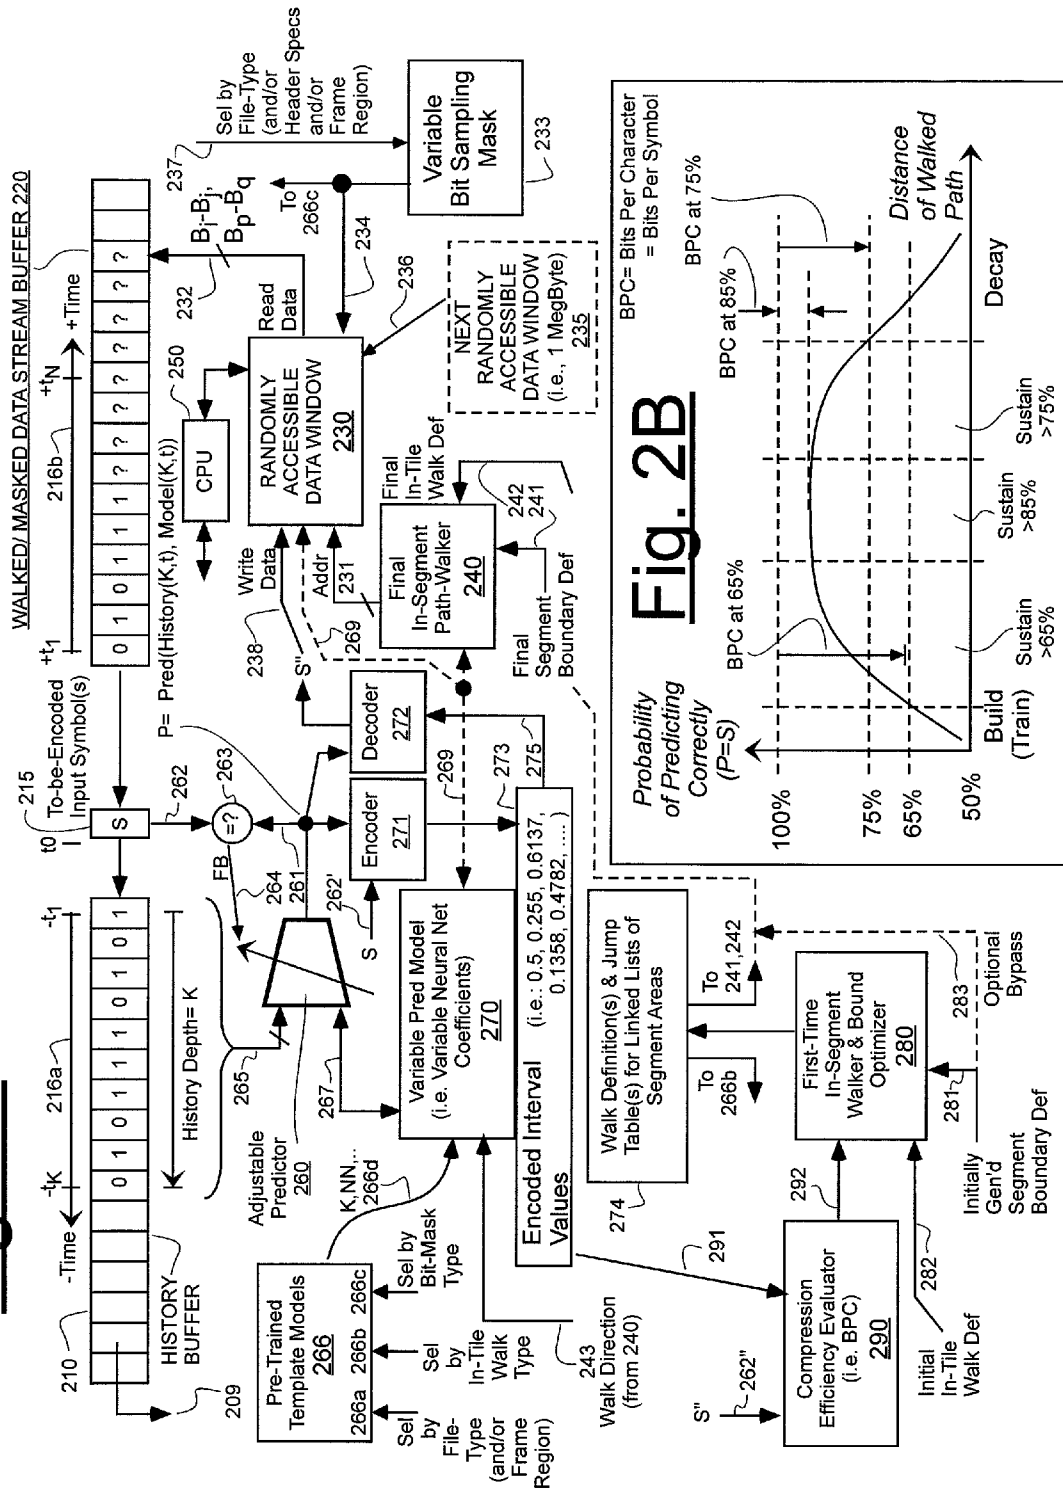 WALKED/ MASKED DATA STREAM BUFFER 220
210
-Time
-tK
216a
-t1
t0
215
To-be-Encoded
Input Symbol(s)
+t1
216b
+tN
+Time
0 1 0 1 1 1 0 1 0 1 0 1
S
0 1 0 1 1 1 ? ? ? ? ? ? ?
209
HISTORY
BUFFER
History Depth= K
262
263
=?
FB
264
261
P= Pred(History(K,t), Model(K,t))
265
Adjustable
Predictor
260
267
262'
S
Encoder
271
Decoder
272
S"
238
Write
Data
269
Addr
231
CPU
250
RANDOMLY
ACCESSIBLE
DATA WINDOW
230
Read
Data
232
Bi-Bj,
Bp-Bq
To
266c
237
Sel by
File-Type
(and/or
Header Specs
and/or
Frame
Region)
234
Variable
Bit Sampling
Mask
233
236
NEXT
RANDOMLY
ACCESSIBLE
DATA WINDOW
(i.e., 1 MegByte)
235
Final
In-Segment
Path-Walker
240
Final
In-Tile
Walk Def
242
241
Final
Segment
Boundary Def
269
273
275
Pre-Trained
Template Models
266
266a 266b 266c
K,NN,..
266d
Sel
by
File-
Type
(and/or
Frame
Region)
Sel
by
In-Tile
Walk
Type
Sel by
Bit-Mask
Type
243
Walk Direction
(from 240)
Variable Pred Model
(i.e. Variable Neural Net
Coefficients)
270
Encoded Interval
Values
(i.e.: 0.5, 0.255, 0.6137,
0.1358, 0.4782, .... )
291
274
Walk Definition(s) & Jump
Table(s) for Linked Lists of
Segment Areas
To
266b
To
241,242
S"
262"
Compression
Efficiency Evaluator
(i.e. BPC)
290
292
282
Initial
In-Tile
Walk Def
First-Time
In-Segment
Walker & Bound
Optimizer
280
281
Initially
Gen'd
Segment
Boundary Def
283
Optional
Bypass
Fig. 2B
BPC= Bits Per Character
= Bits Per Symbol
Probability
of Predicting
Correctly
(P=S)
100%
75%
65%
50%
BPC at 65%
BPC at 85%
BPC at 75%
Distance
of Walked
Path
Build
(Train)
Sustain
>65%
Sustain
>85%
Sustain
>75%
Decay